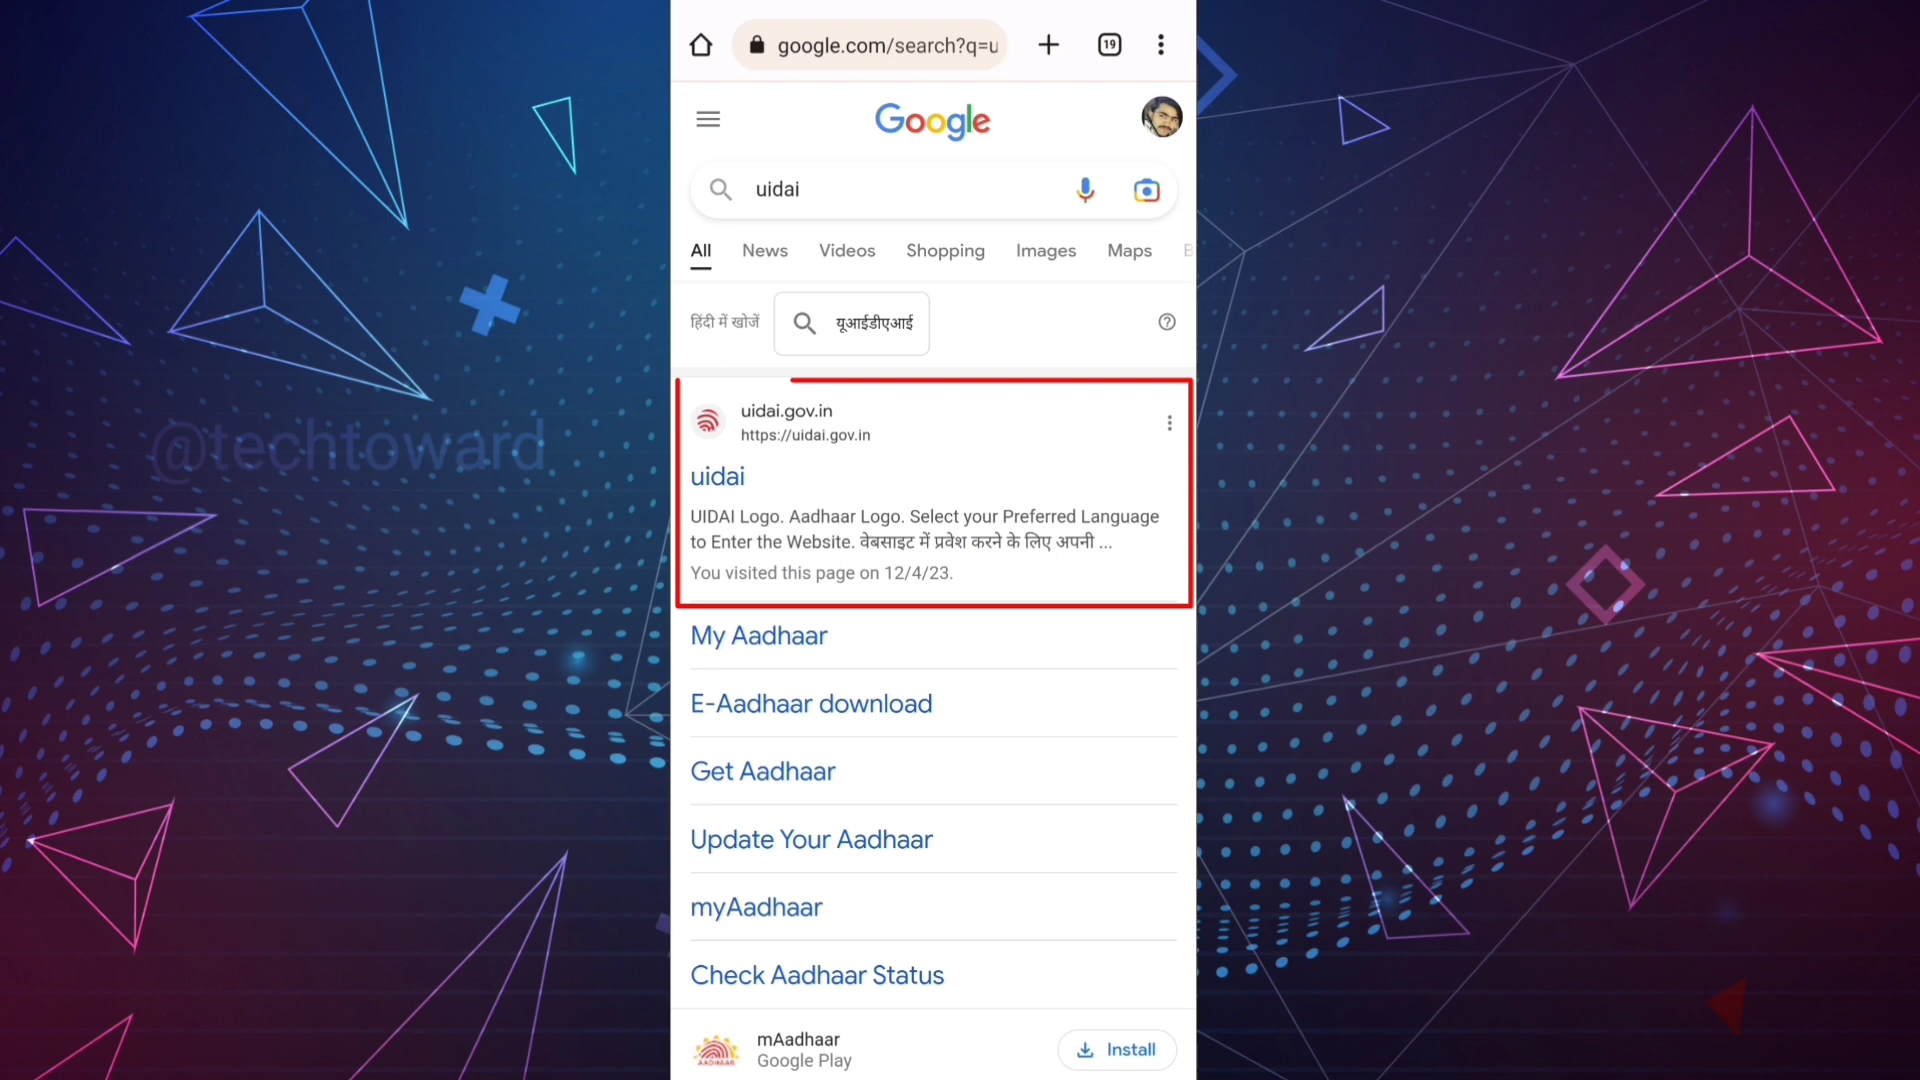 google.com/search?q=u
19
Google
uidai
All News Videos Shopping Images Maps
हिंदी में खोजें
यूआईडीएआई
uidai.gov.in
https://uidai.gov.in
uidai
UIDAI Logo. Aadhaar Logo. Select your Preferred Language
to Enter the Website. वेबसाइट में प्रवेश करने के लिए अपनी ...
You visited this page on 12/4/23.
@techtoward
My Aadhaar
E-Aadhaar download
Get Aadhaar
Update Your Aadhaar
myAadhaar
Check Aadhaar Status
AADHAAR
mAadhaar
Google Play
Install